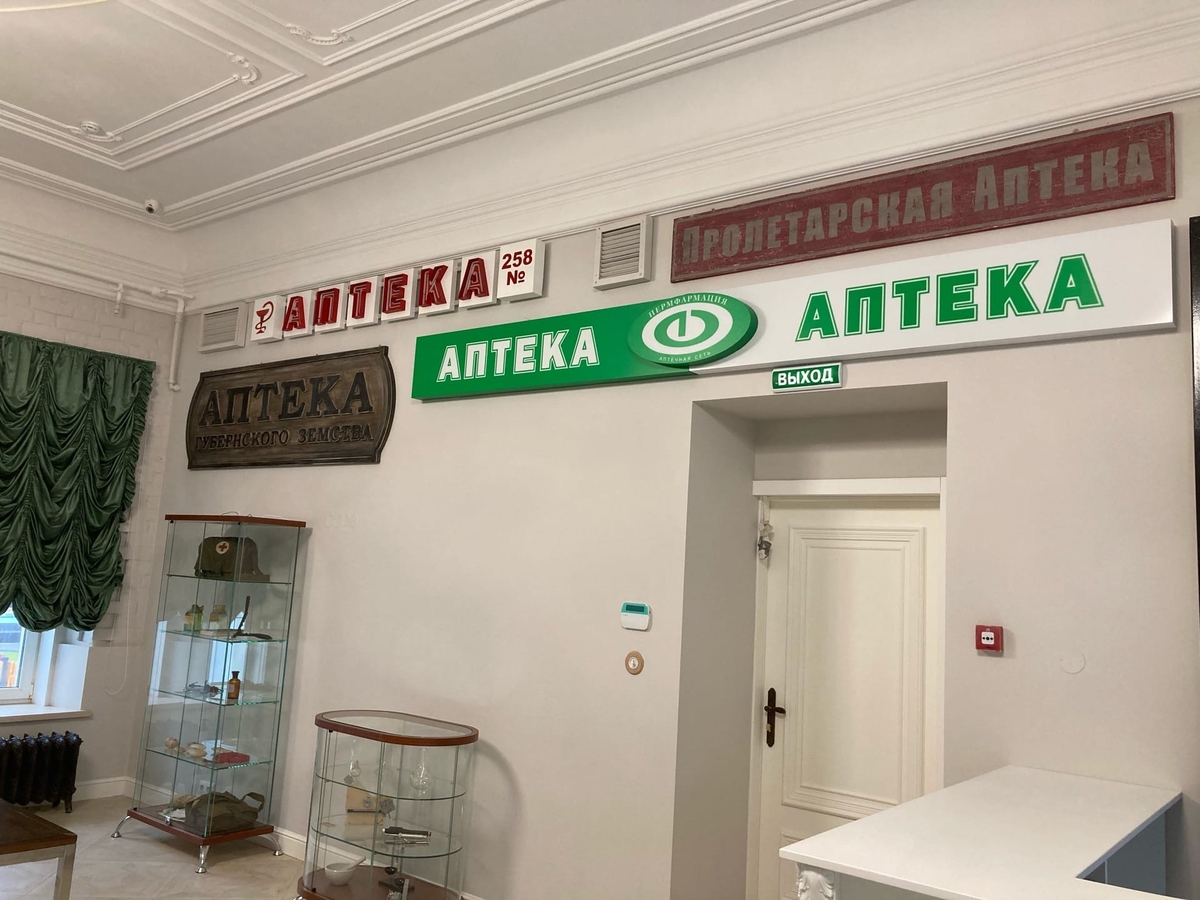 ПРОЛЕТАРСКАЯ АПТЕКА
АПТЕКА
258
№
АПТЕКА
ПЕРМФАРМАЦИЯ
АПТЕЧНАЯ СЕТЬ
АПТЕКА
ВЫХОД
АПТЕКА
ГУБЕРНСКОГО ЗЕМСТВА